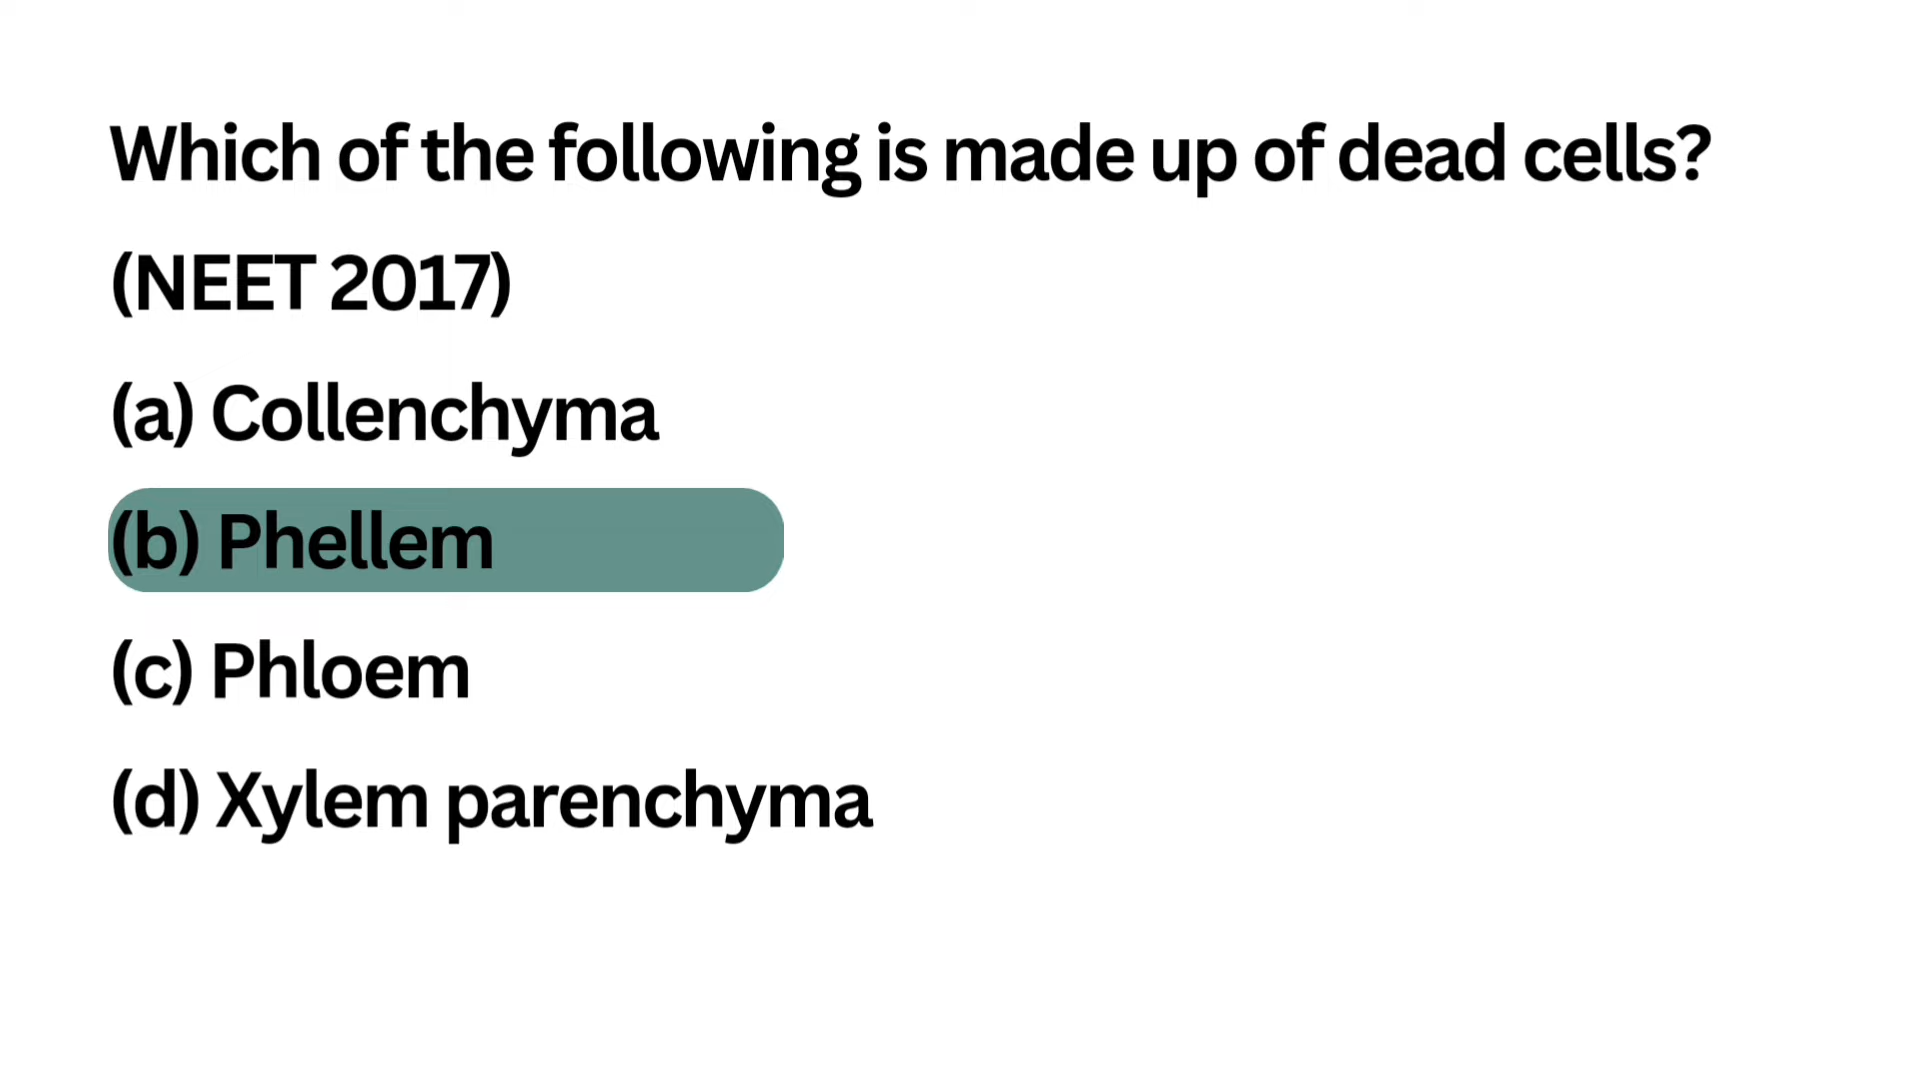 Which of the following is made up of dead cells?
(NEET 2017)
(a) Collenchyma
(b) Phellem
(c) Phloem
(d) Xylem parenchyma